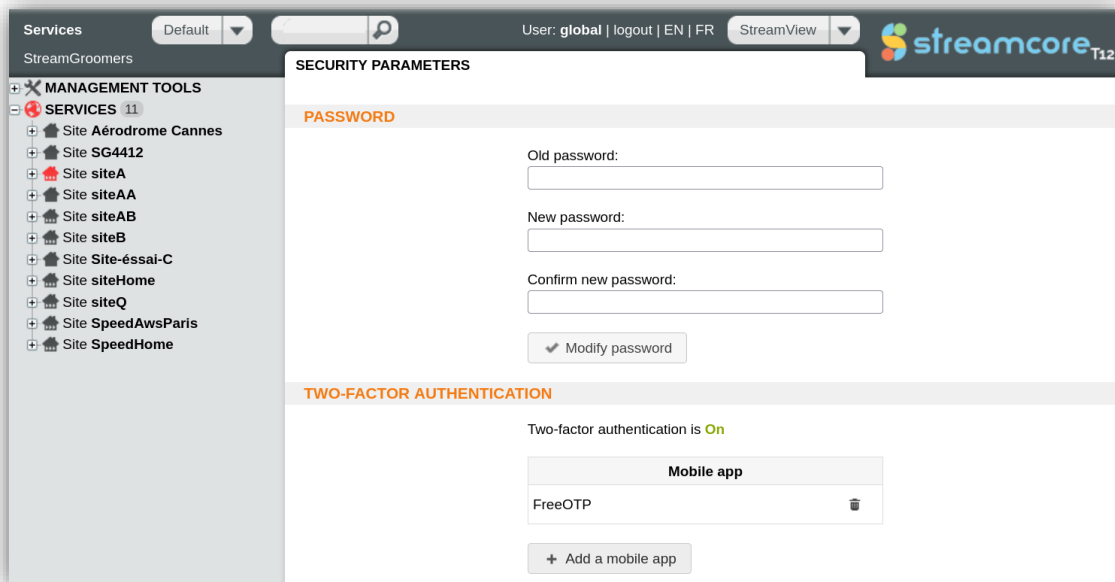 Services
Default
User: global | logout | EN | FR
StreamView
streamcore T12
StreamGroomers
SECURITY PARAMETERS
MANAGEMENT TOOLS
SERVICES 11
Site Aérodrome Cannes
Site SG4412
Site siteA
Site siteAA
Site siteAB
Site siteB
Site Site-éssai-C
Site siteHome
Site siteQ
Site SpeedAwsParis
Site SpeedHome
PASSWORD
Old password:
New password:
Confirm new password:
Modify password
TWO-FACTOR AUTHENTICATION
Two-factor authentication is On
Mobile app
FreeOTP
Add a mobile app